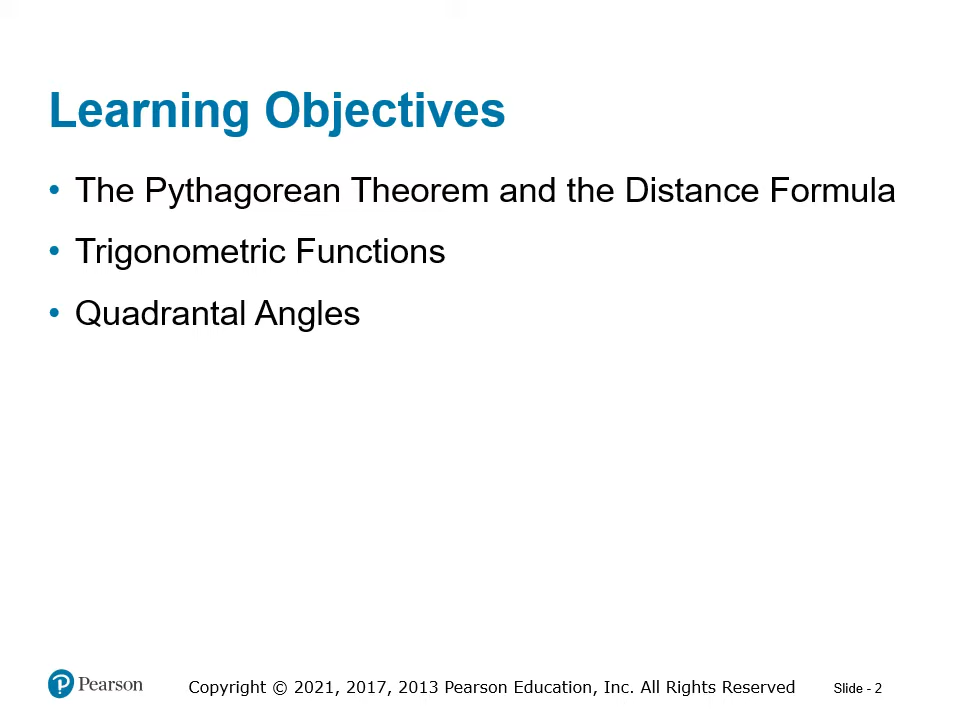 Learning Objectives
• The Pythagorean Theorem and the Distance Formula
• Trigonometric Functions
• Quadrantal Angles
Pearson Copyright © 2021, 2017, 2013 Pearson Education, Inc. All Rights Reserved Slide - 2